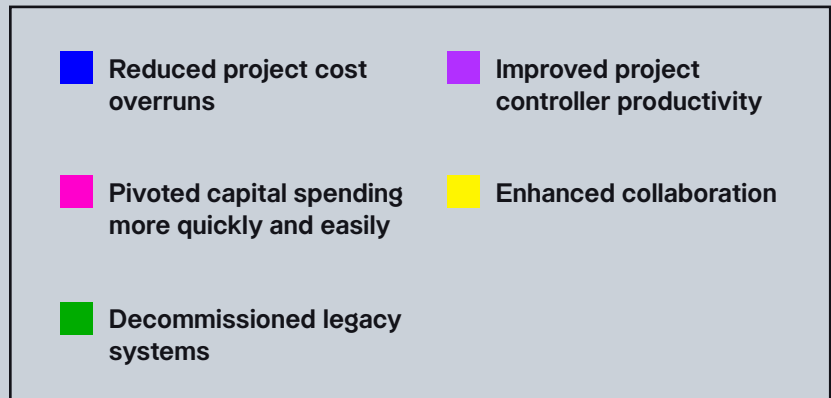 Reduced project cost
overruns
Improved project
controller productivity
Pivoted capital spending
more quickly and easily
Enhanced collaboration
Decommissioned legacy
systems